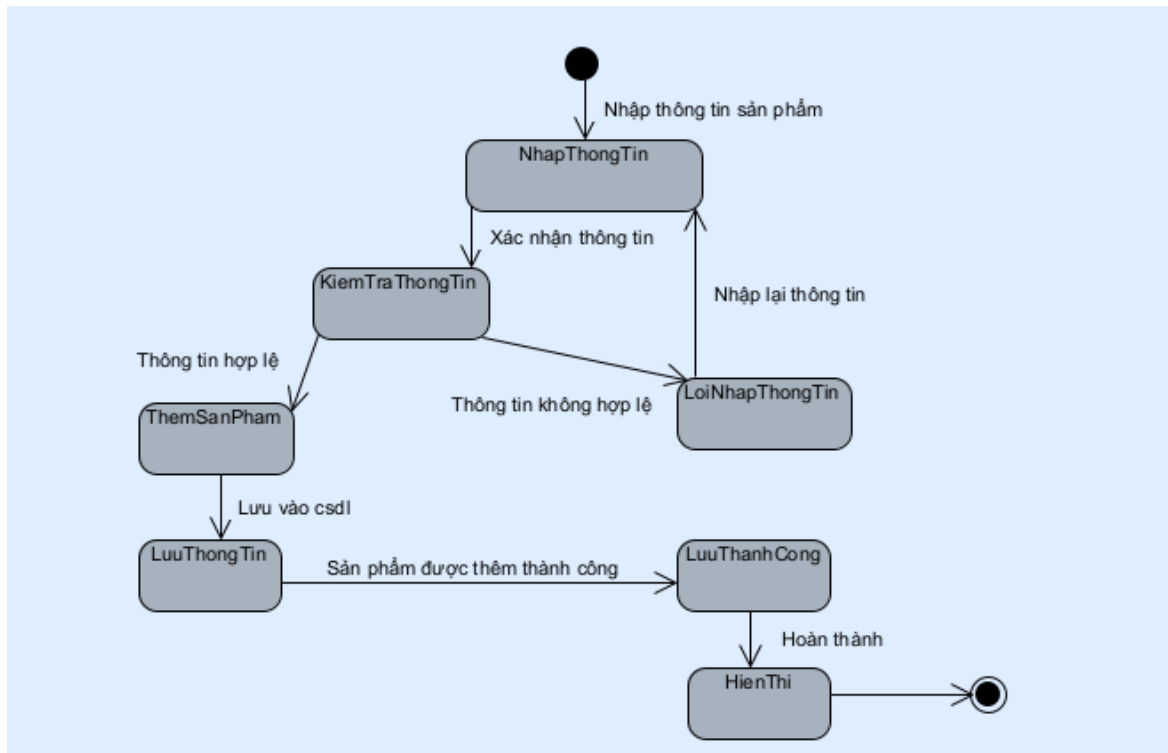 Nhập thông tin sản phẩm
NhapThongTin
Xác nhận thông tin
KiemTraThongTin
Nhập lại thông tin
Thông tin hợp lệ
Thông tin không hợp lệ
LoiNhapThongTin
ThemSanPham
Lưu vào csdl
LuuThongTin
Sản phẩm được thêm thành công
LuuThanhCong
Hoàn thành
HienThi